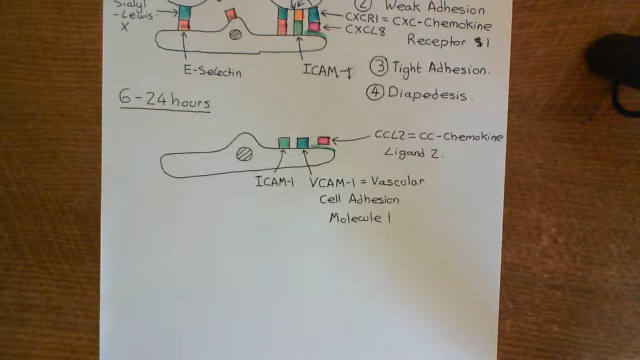 Sialyl
-Lewis
X
E-Selectin
ICAM-1
② Weak Adhesion
CXCR1 = CXC-Chemokine
Receptor 1
CXCL8
③ Tight Adhesion.
④ Diapedesis.
6-24 hours
CCL2 = CC-Chemokine
Ligand 2.
ICAM-1
VCAM-1 = Vascular
Cell Adhesion
Molecule 1